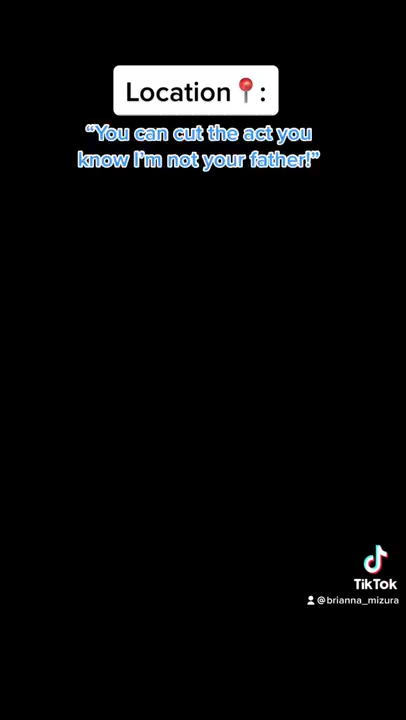 Location📍:
“You can cut the act you
know I'm not your father!”
TikTok
@brianna_mizura